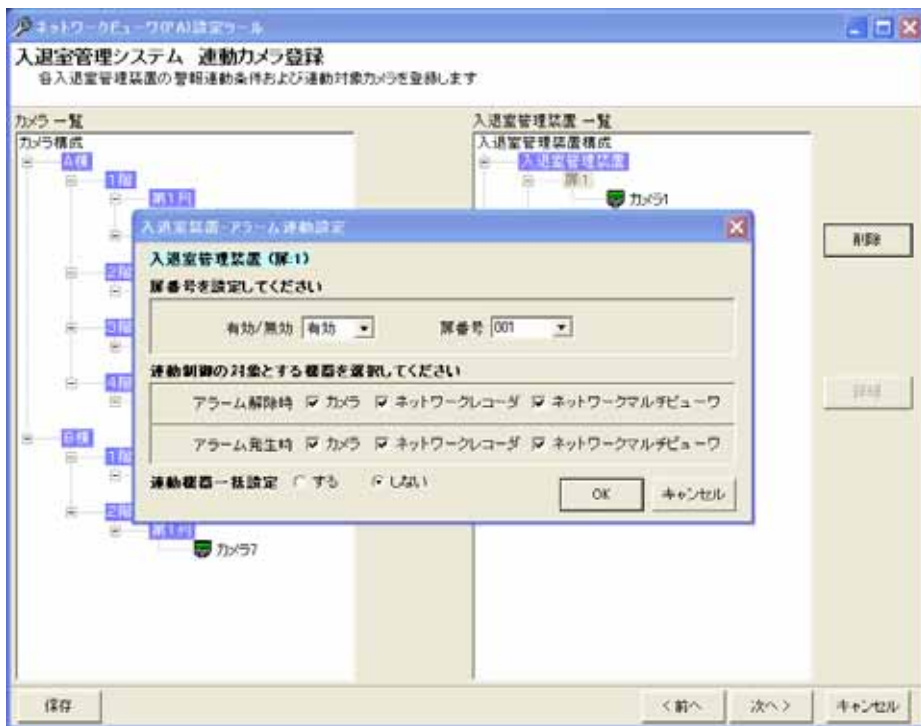 ネットワークビューワ(PA)設定ツール
入退室管理システム 連動カメラ登録
各入退室管理装置の警報連動条件および連動対象カメラを登録します
カメラ 一覧
カメラ構成
A棟
1階
第1回
2階
3階
4階
B棟
1階
2階
第1回
カメラ7
入退室管理装置 一覧
入退室管理装置構成
入退室管理装置
扉1
カメラ1
削除
詳細
入退室装置-アラーム連動設定
入退室管理装置 (扉:1)
扉番号を設定してください
有効/無効 有効 扉番号 001
連動制御の対象とする機器を選択してください
アラーム解除時 カメラ ネットワークレコーダ ネットワークマルチビューワ
アラーム発生時 カメラ ネットワークレコーダ ネットワークマルチビューワ
連動機器一括設定 する しない
OK キャンセル
保存 <前へ 次へ> キャンセル